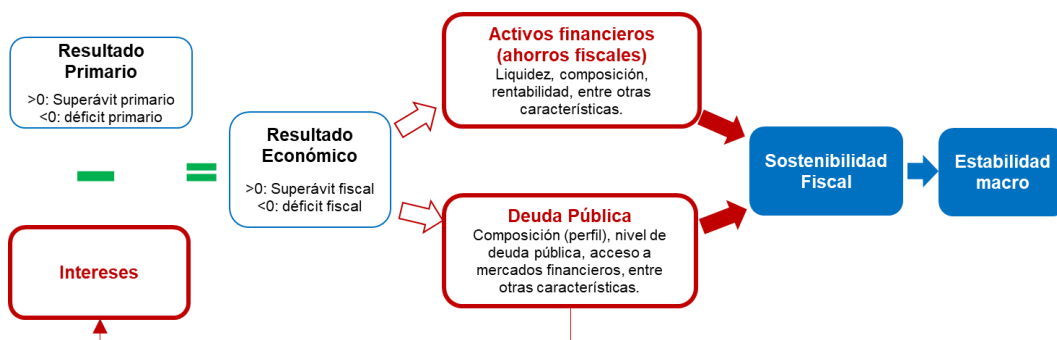 Resultado
Primario
>0: Superávit primario
<0: déficit primario
Intereses
Resultado
Económico
>0: Superávit fiscal
<0: déficit fiscal
Activos financieros
(ahorros fiscales)
Liquidez, composición,
rentabilidad, entre otras
características.
Deuda Pública
Composición (perfil), nivel de
deuda pública, acceso a
mercados financieros, entre
otras características.
Sostenibilidad
Fiscal
Estabilidad
macro